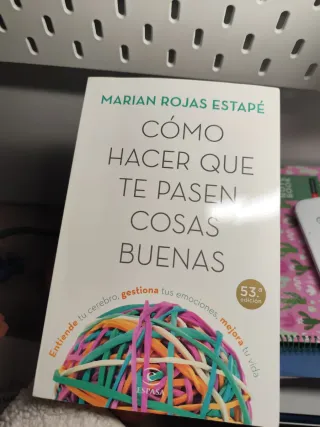 MARIAN ROJAS ESTAPÉ
CÓMO
HACER QUE
TE PASEN
COSAS
BUENAS
53.ª
EDICIÓN
Entiende tu cerebro, gestiona tus emociones, mejora tu vida
ESPASA